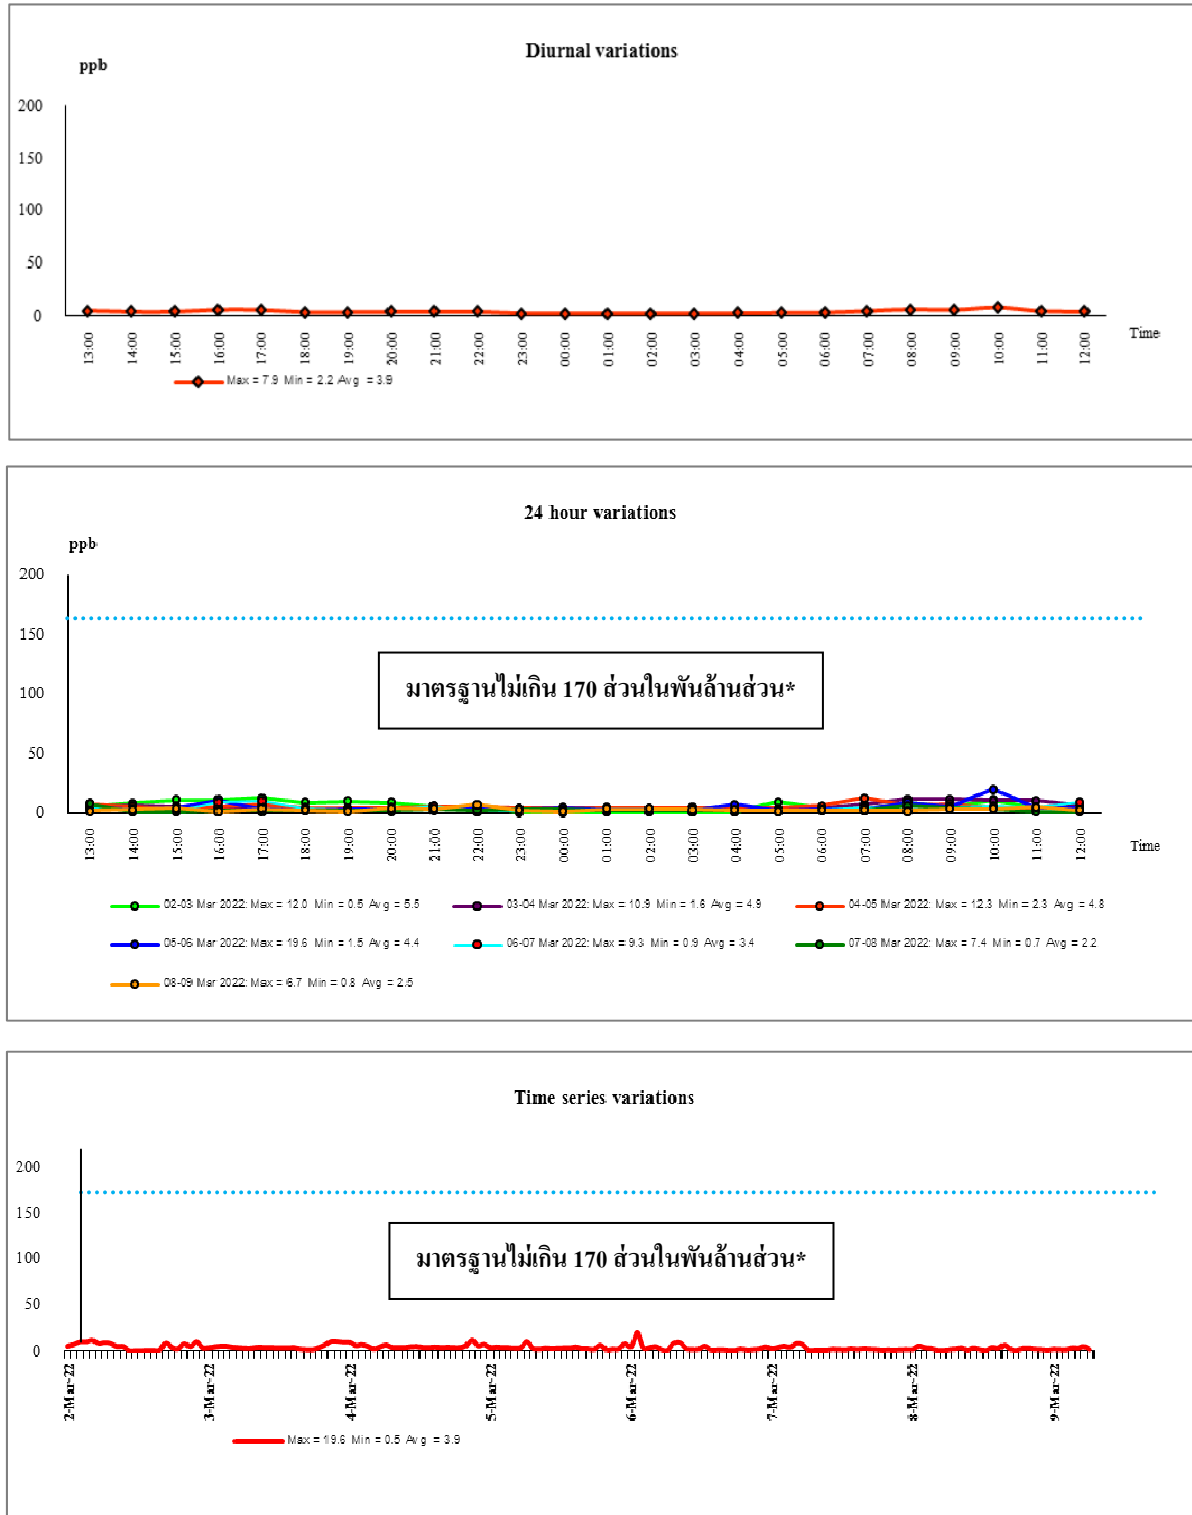 Diurnal variations
ppb
200
150
100
50
0
13:00 14:00 15:00 16:00 17:00 18:00 19:00 20:00 21:00 22:00 23:00 00:00 01:00 02:00 03:00 04:00 05:00 06:00 07:00 08:00 09:00 10:00 11:00 12:00
Time
Max = 7.9 Min = 2.2 Avg = 3.9
24 hour variations
ppb
200
150
100
50
0
มาตรฐานไม่เกิน 170 ส่วนในพันล้านส่วน*
13:00 14:00 15:00 16:00 17:00 18:00 19:00 20:00 21:00 22:00 23:00 00:00 01:00 02:00 03:00 04:00 05:00 06:00 07:00 08:00 09:00 10:00 11:00 12:00
Time
02-03 Mar 2022: Max = 12.0 Min = 0.5 Avg = 5.5
03-04 Mar 2022: Max = 10.9 Min = 1.6 Avg = 4.9
04-05 Mar 2022: Max = 12.3 Min = 2.3 Avg = 4.8
05-06 Mar 2022: Max = 19.6 Min = 1.5 Avg = 4.4
06-07 Mar 2022: Max = 9.3 Min = 0.9 Avg = 3.4
07-08 Mar 2022: Max = 7.4 Min = 0.7 Avg = 2.2
08-09 Mar 2022: Max = 6.7 Min = 0.8 Avg = 2.5
Time series variations
200
150
100
50
0
มาตรฐานไม่เกิน 170 ส่วนในพันล้านส่วน*
2-Mar-22 3-Mar-22 4-Mar-22 5-Mar-22 6-Mar-22 7-Mar-22 8-Mar-22 9-Mar-22
Max = 19.6 Min = 0.5 Avg = 3.9